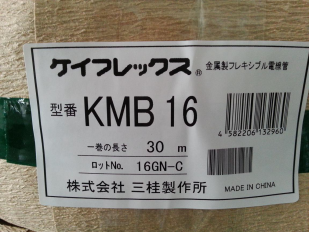 ケイフレックス® 金属製フレキシブル電線管
型番 KMB 16
4 582206 132960
一巻の長さ 30 m
ロットNo. 16GN-C
株式会社 三桂製作所
MADE IN CHINA